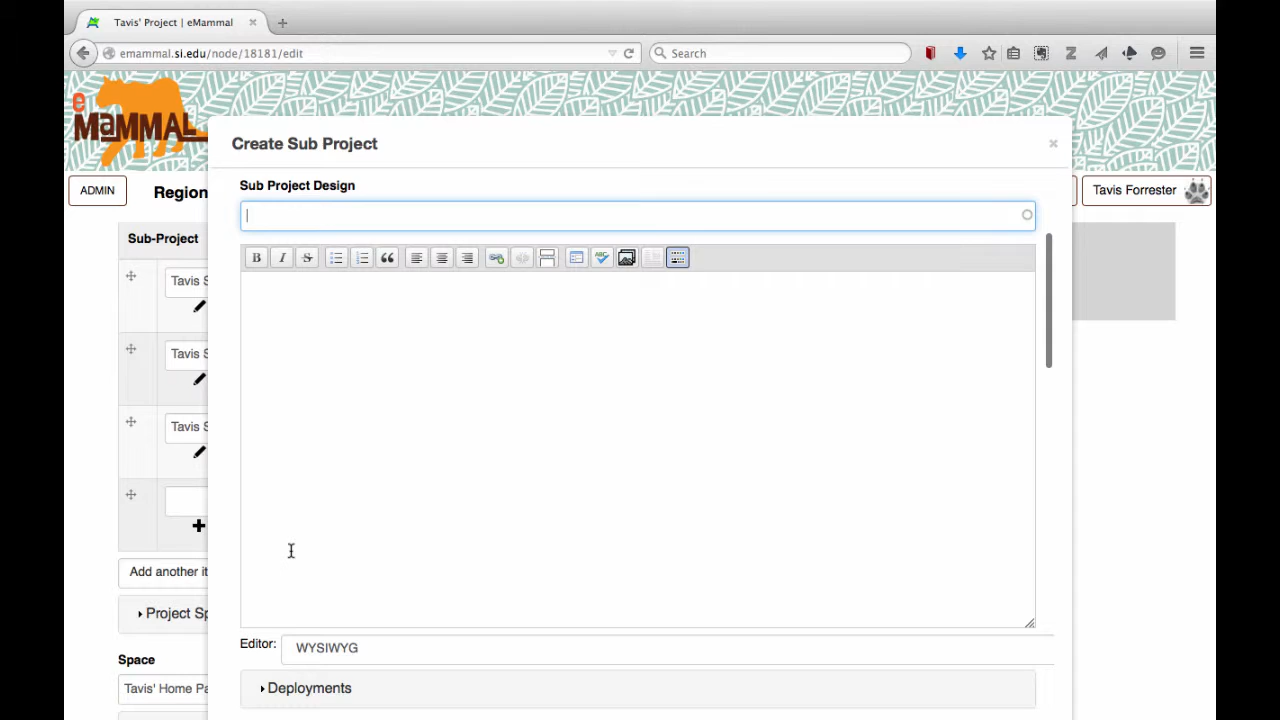 Tavis' Project | eMammal
emammal.si.edu/node/18181/edit
Search
e
MaMMAL
Create Sub Project
ADMIN
Region
Sub Project Design
Tavis Forrester
Sub-Project
Tavis S
Tavis S
Tavis S
Add another it
Editor:
WYSIWYG
Project Sp
Space
Tavis' Home Pa
Deployments